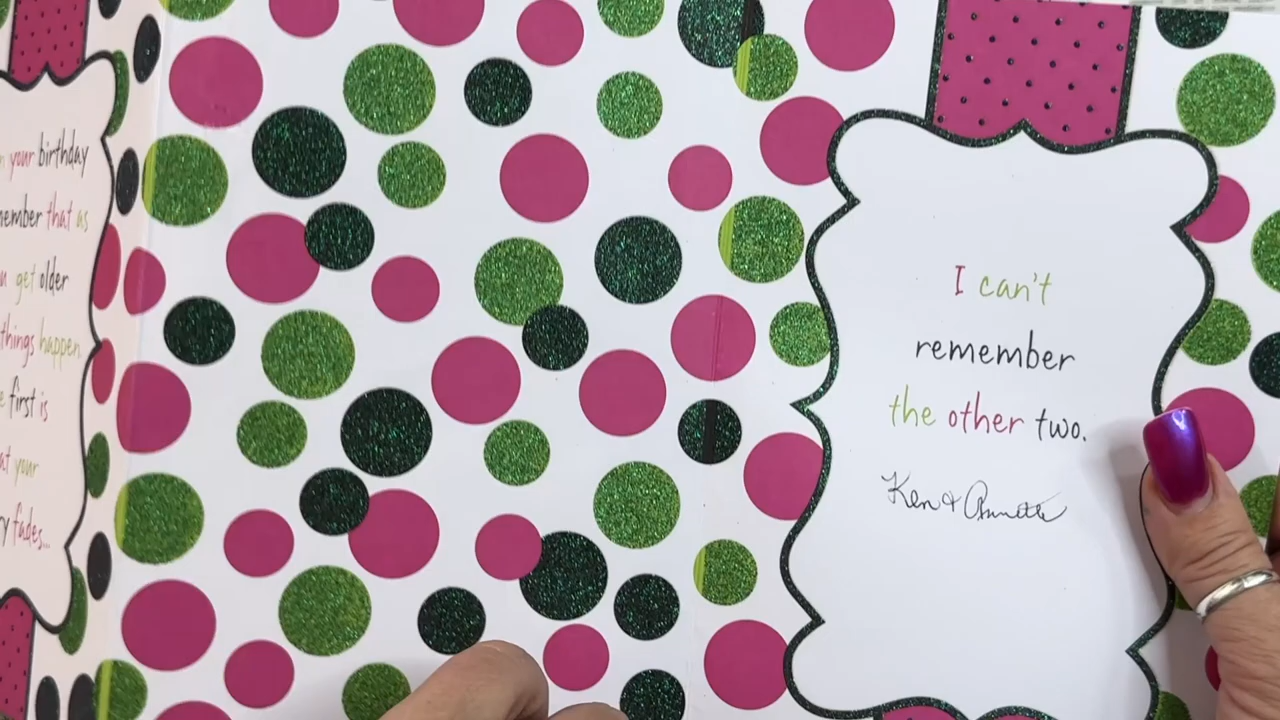 your birthday
that as
get older
things happen.
first is
your
fades...
I can't
remember
the other two.
Ken & Annette